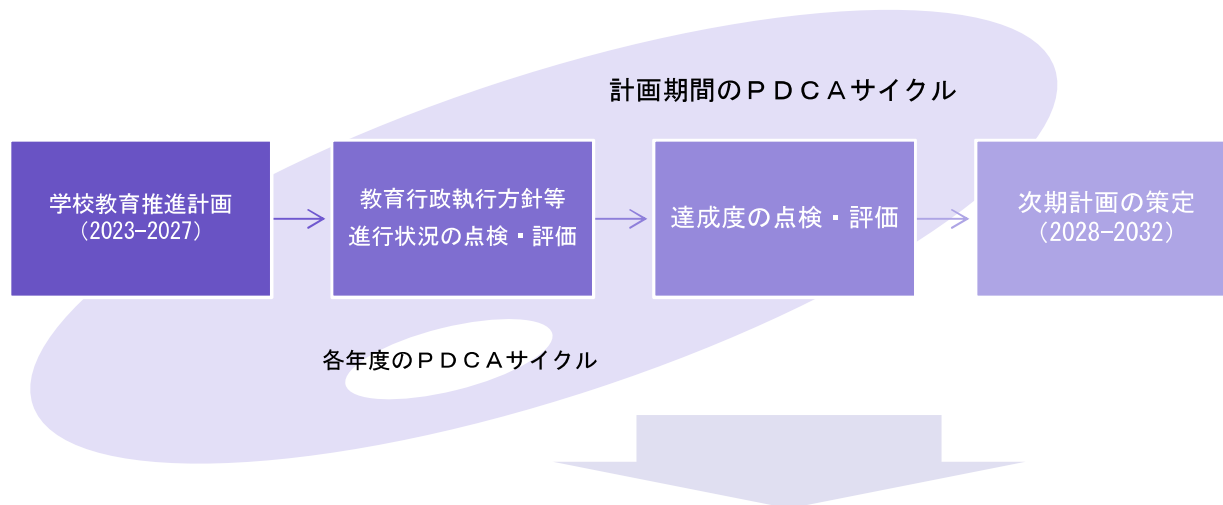 計画期間のＰＤＣＡサイクル
学校教育推進計画
（2023−2027）
教育行政執行方針等
進行状況の点検・評価
達成度の点検・評価
次期計画の策定
（2028−2032）
各年度のＰＤＣＡサイクル